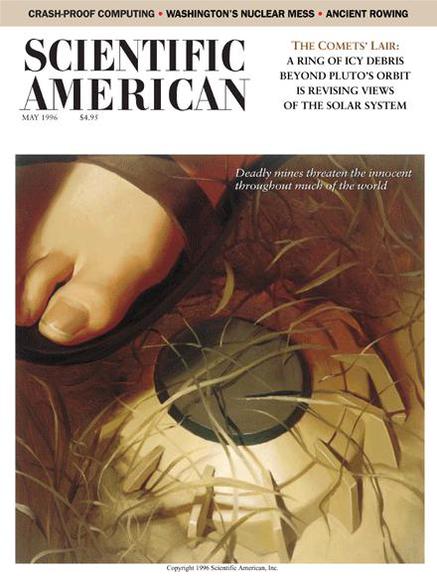 CRASH-PROOF COMPUTING • WASHINGTON'S NUCLEAR MESS • ANCIENT ROWING
SCIENTIFIC
AMERICAN
MAY 1996 $4.95
THE COMETS' LAIR:
A RING OF ICY DEBRIS
BEYOND PLUTO'S ORBIT
IS REVISING VIEWS
OF THE SOLAR SYSTEM
Deadly mines threaten the innocent
throughout much of the world
Copyright 1996 Scientific American, Inc.